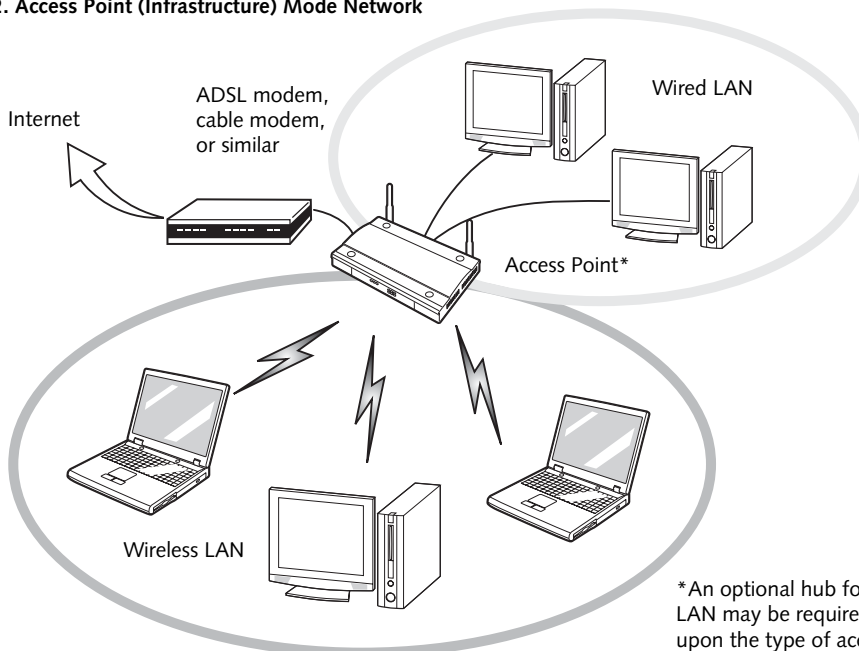 . Access Point (Infrastructure) Mode Network
Wired LAN
ADSL modem,
cable modem,
or similar
Internet
Access Point*
Wireless LAN
*An optional hub fo
LAN may be require
upon the type of acc